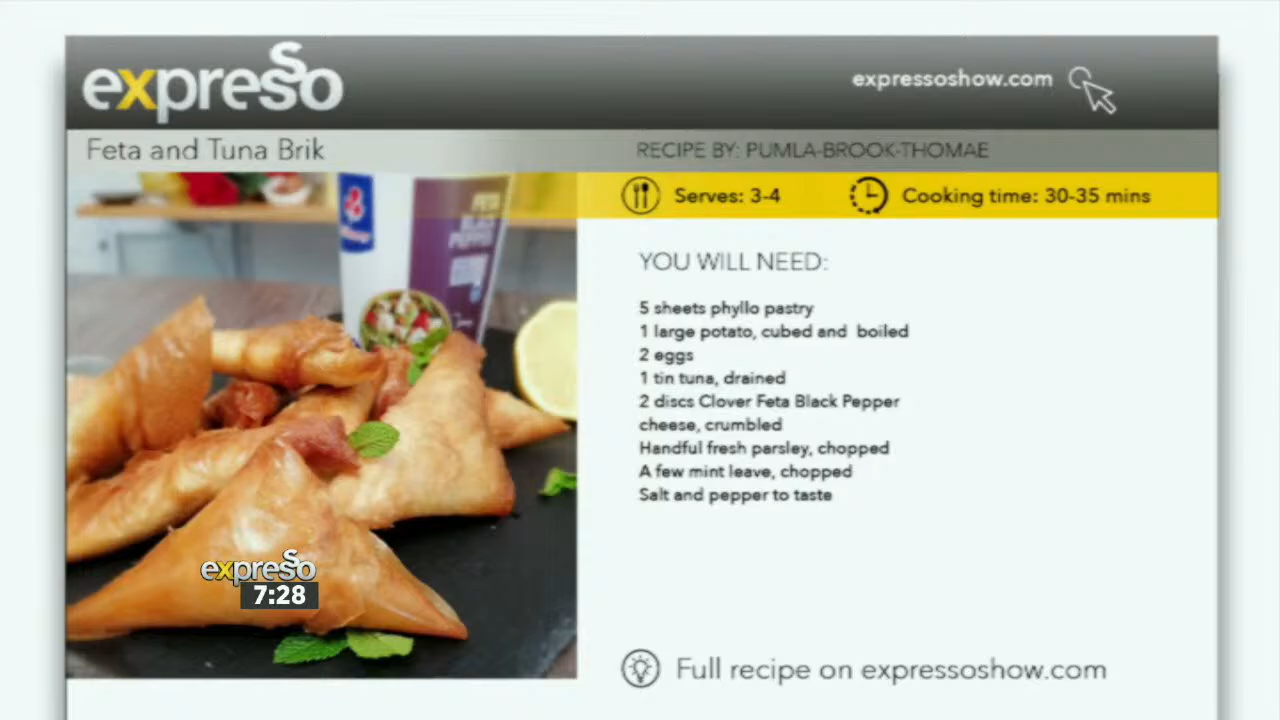 expresso
expressoshow.com
Feta and Tuna Brik
RECIPE BY: PUMLA-BROOK-THOMAE
Serves: 3-4
Cooking time: 30-35 mins
FETA
BLACK
PEPPER
YOU WILL NEED:
5 sheets phyllo pastry
1 large potato, cubed and boiled
2 eggs
1 tin tuna, drained
2 discs Clover Feta Black Pepper
cheese, crumbled
Handful fresh parsley, chopped
A few mint leave, chopped
Salt and pepper to taste
expresso
7:28
Full recipe on expressoshow.com